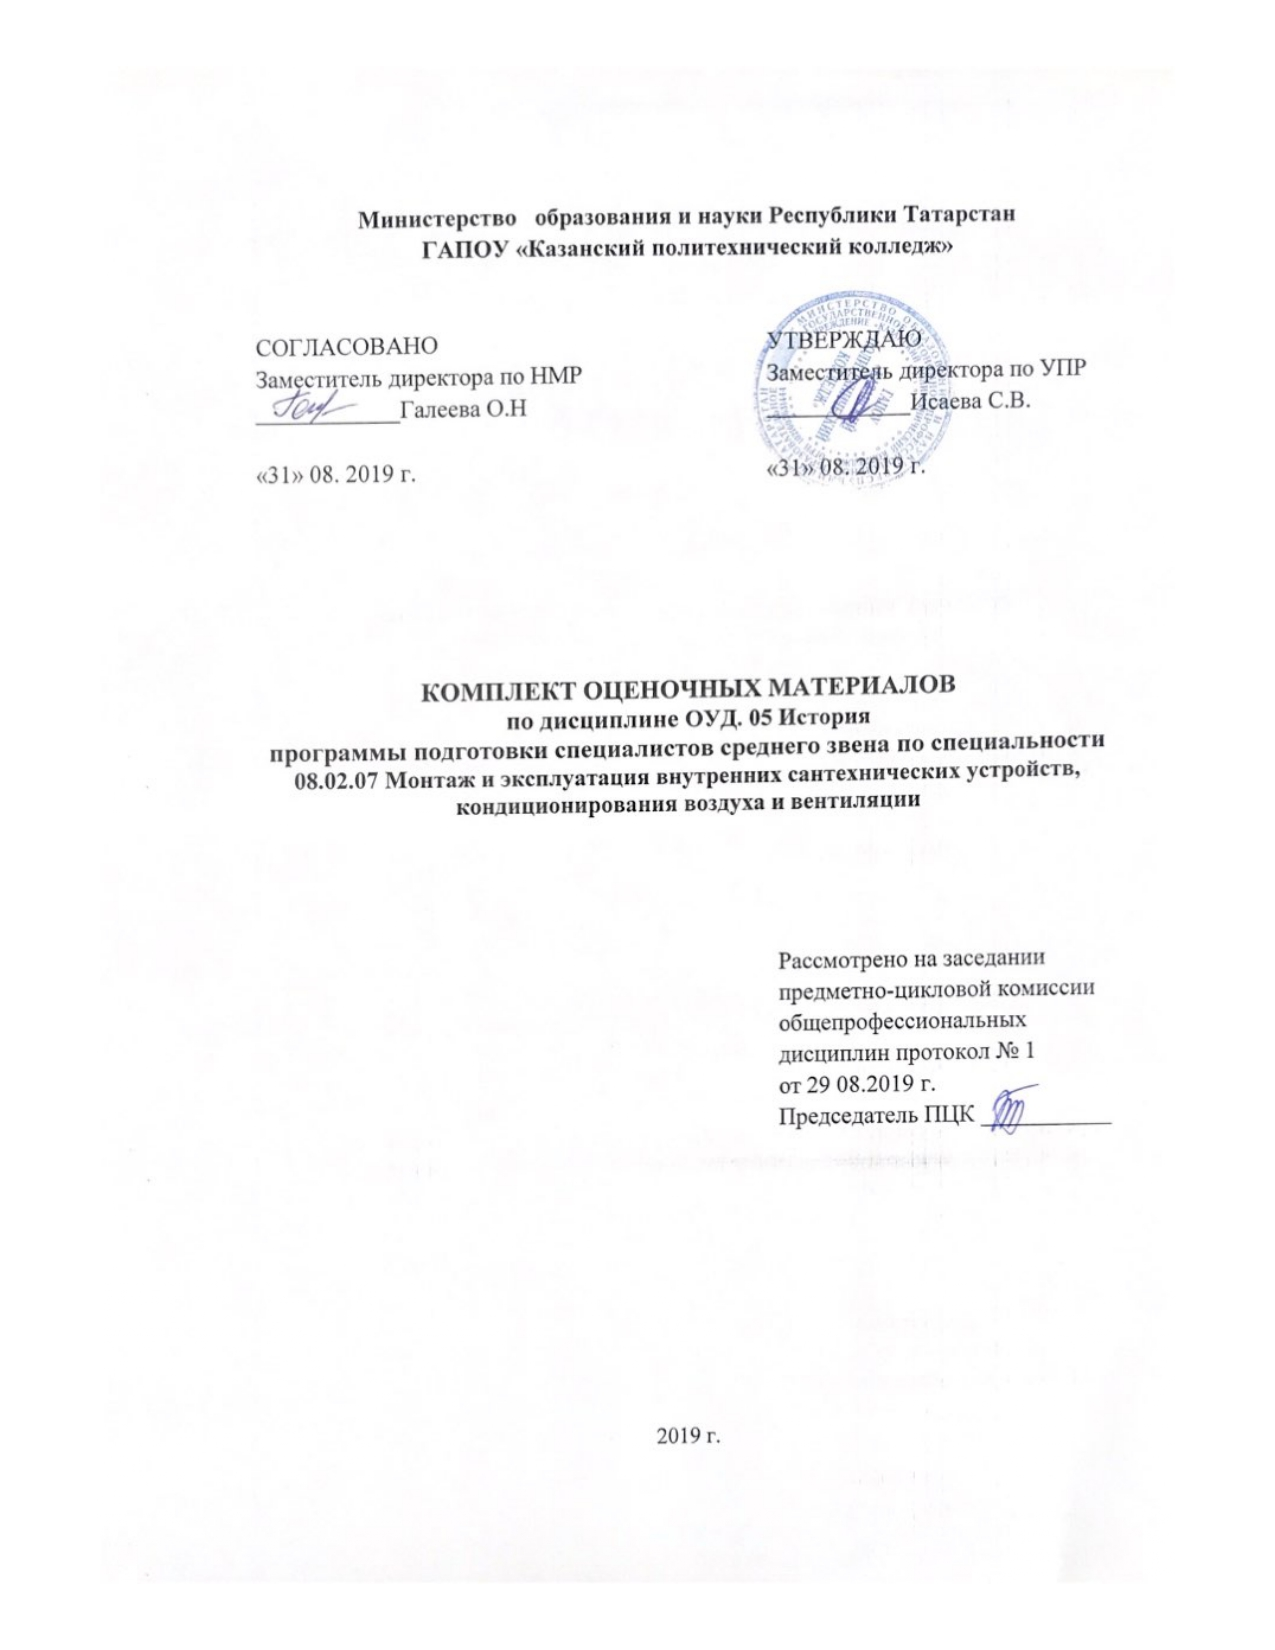 Министерство образования и науки Республики Татарстан
ГАПОУ «Казанский политехнический колледж»
СОГЛАСОВАНО
Заместитель директора по НМР
____________Галеева О.Н
«31» 08. 2019 г.
УТВЕРЖДАЮ
Заместитель директора по УПР
____________Исаева С.В.
«31» 08. 2019 г.
КОМПЛЕКТ ОЦЕНОЧНЫХ МАТЕРИАЛОВ
по дисциплине ОУД. 05 История
программы подготовки специалистов среднего звена по специальности
08.02.07 Монтаж и эксплуатация внутренних сантехнических устройств,
кондиционирования воздуха и вентиляции
Рассмотрено на заседании
предметно-цикловой комиссии
общепрофессиональных
дисциплин протокол № 1
от 29 08.2019 г.
Председатель ПЦК ___________
2019 г.